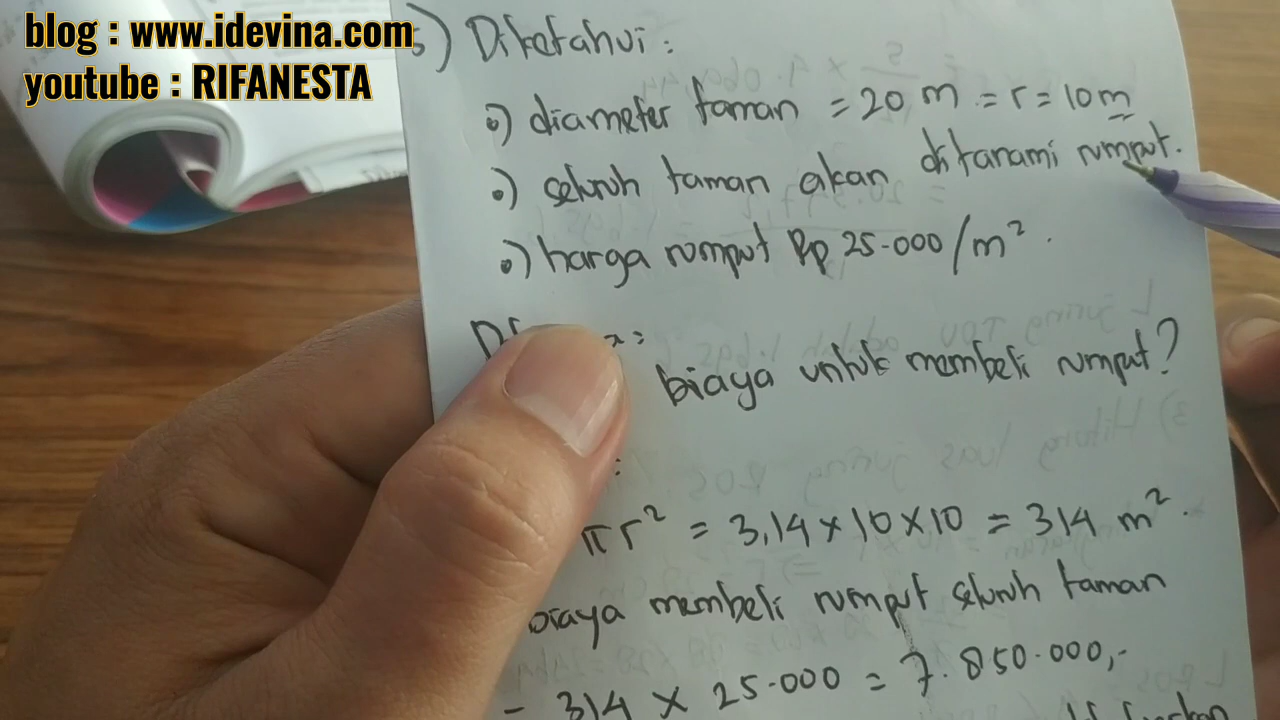 blog : www.idevina.com
youtube : RIFANESTA
5) Diketahui :
•) diameter taman = 20 m = r = 10 m
•) seluruh taman akan ditanami rumput.
•) harga rumput Rp 25.000/m².
biaya untuk membeli rumput?
πr² = 3,14 x 10 x 10 = 314 m².
biaya membeli rumput seluruh taman
= 314 x 25.000 = 7.850.000,-